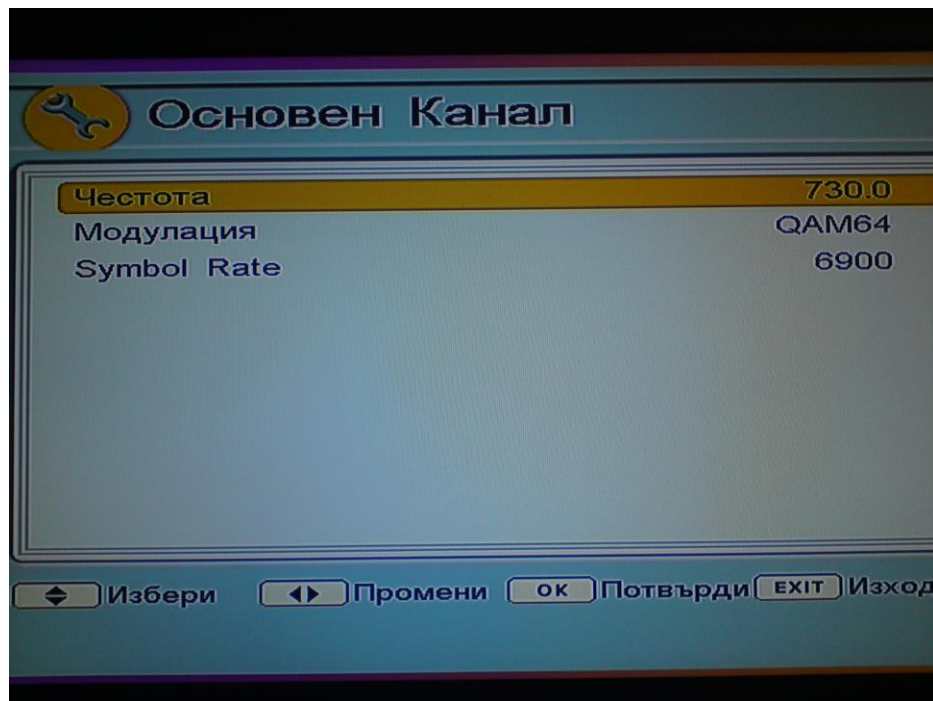 Основен Канал
Честота 730.0
Модулация QAM64
Symbol Rate 6900
Избери Промени OK Потвърди EXIT Изход